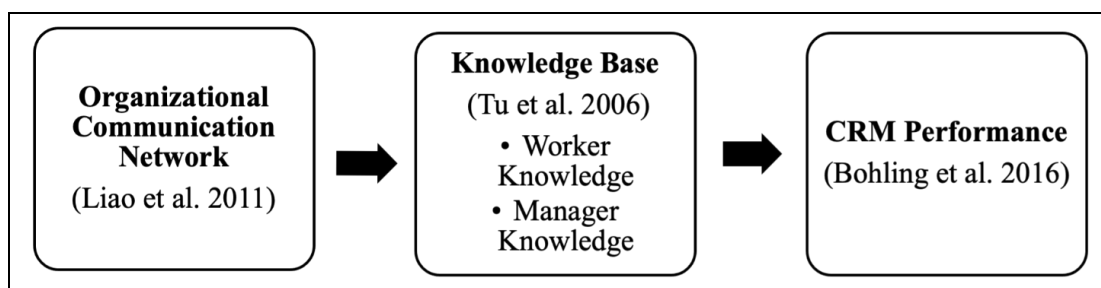 Organizational
Communication
Network
(Liao et al. 2011)
Knowledge Base
(Tu et al. 2006)
• Worker
Knowledge
• Manager
Knowledge
CRM Performance
(Bohling et al. 2016)